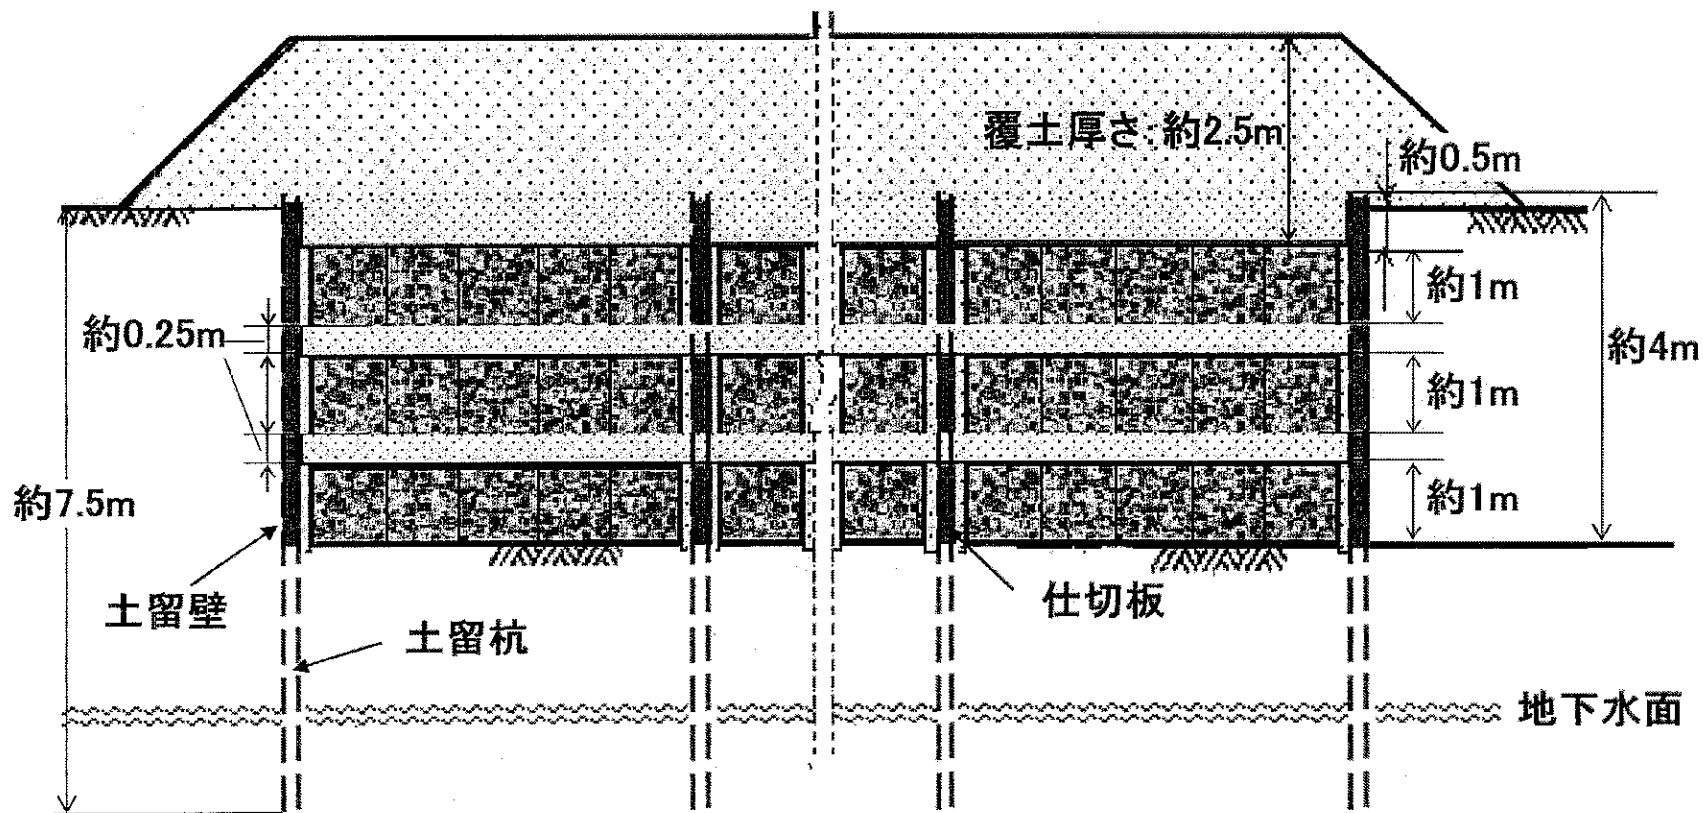 覆土厚さ:約2.5m
約0.5m
約1m
約0.25m
約4m
約1m
約7.5m
約1m
土留壁
仕切板
土留杭
地下水面